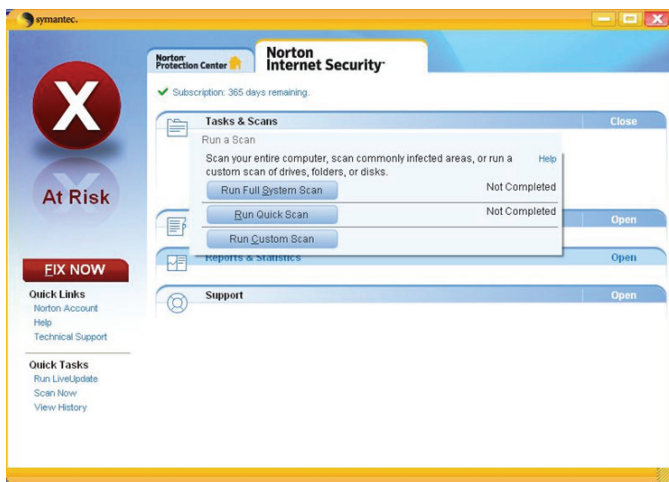 symantec.
Norton
Protection Center
Norton
Internet Security
Subscription: 365 days remaining.
X
At Risk
FIX NOW
Quick Links
Norton Account
Help
Technical Support
Quick Tasks
Run LiveUpdate
Scan Now
View History
Tasks & Scans Close
Run a Scan
Scan your entire computer, scan commonly infected areas, or run a Help
custom scan of drives, folders, or disks.
Run Full System Scan Not Completed
Run Quick Scan Not Completed
Run Custom Scan
Open
Reports & Statistics Open
Support Open